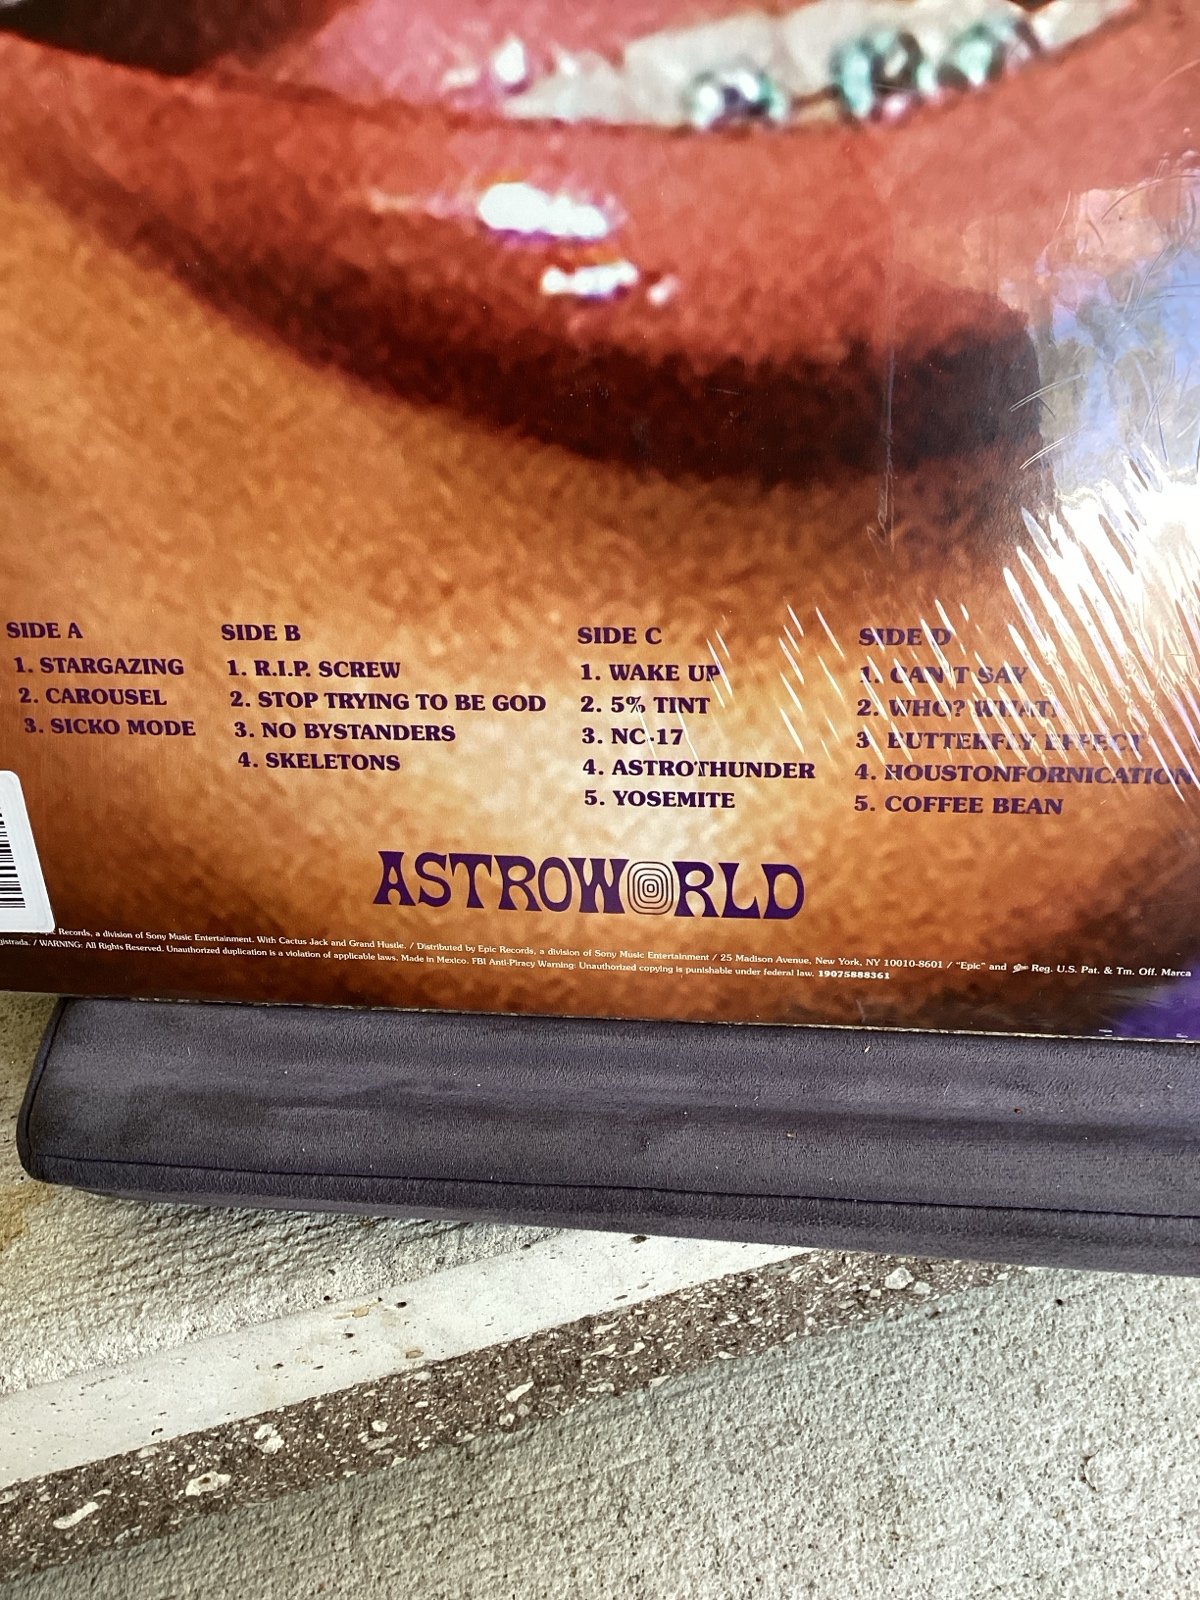 SIDE A
1. STARGAZING
2. CAROUSEL
3. SICKO MODE
SIDE B
1. R.I.P. SCREW
2. STOP TRYING TO BE GOD
3. NO BYSTANDERS
4. SKELETONS
SIDE C
1. WAKE UP
2. 5% TINT
3. NC-17
4. ASTROTHUNDER
5. YOSEMITE
SIDE D
1. CAN'T SAY
2. WHO? WHAT!
3. BUTTERFLY EFFECT
4. HOUSTONFORNICATION
5. COFFEE BEAN
ASTROWORLD
Records, a division of Sony Music Entertainment. With Cactus Jack and Grand Hustle. / Distributed by Epic Records, a division of Sony Music Entertainment / 25 Madison Avenue, New York, NY 10010-8601 / "Epic" and Reg. U.S. Pat. & Tm. Off. Marca
/ WARNING: All Rights Reserved. Unauthorized duplication is a violation of applicable laws. Made in Mexico. FBI Anti-Piracy Warning: Unauthorized copying is punishable under federal law. 19075888361